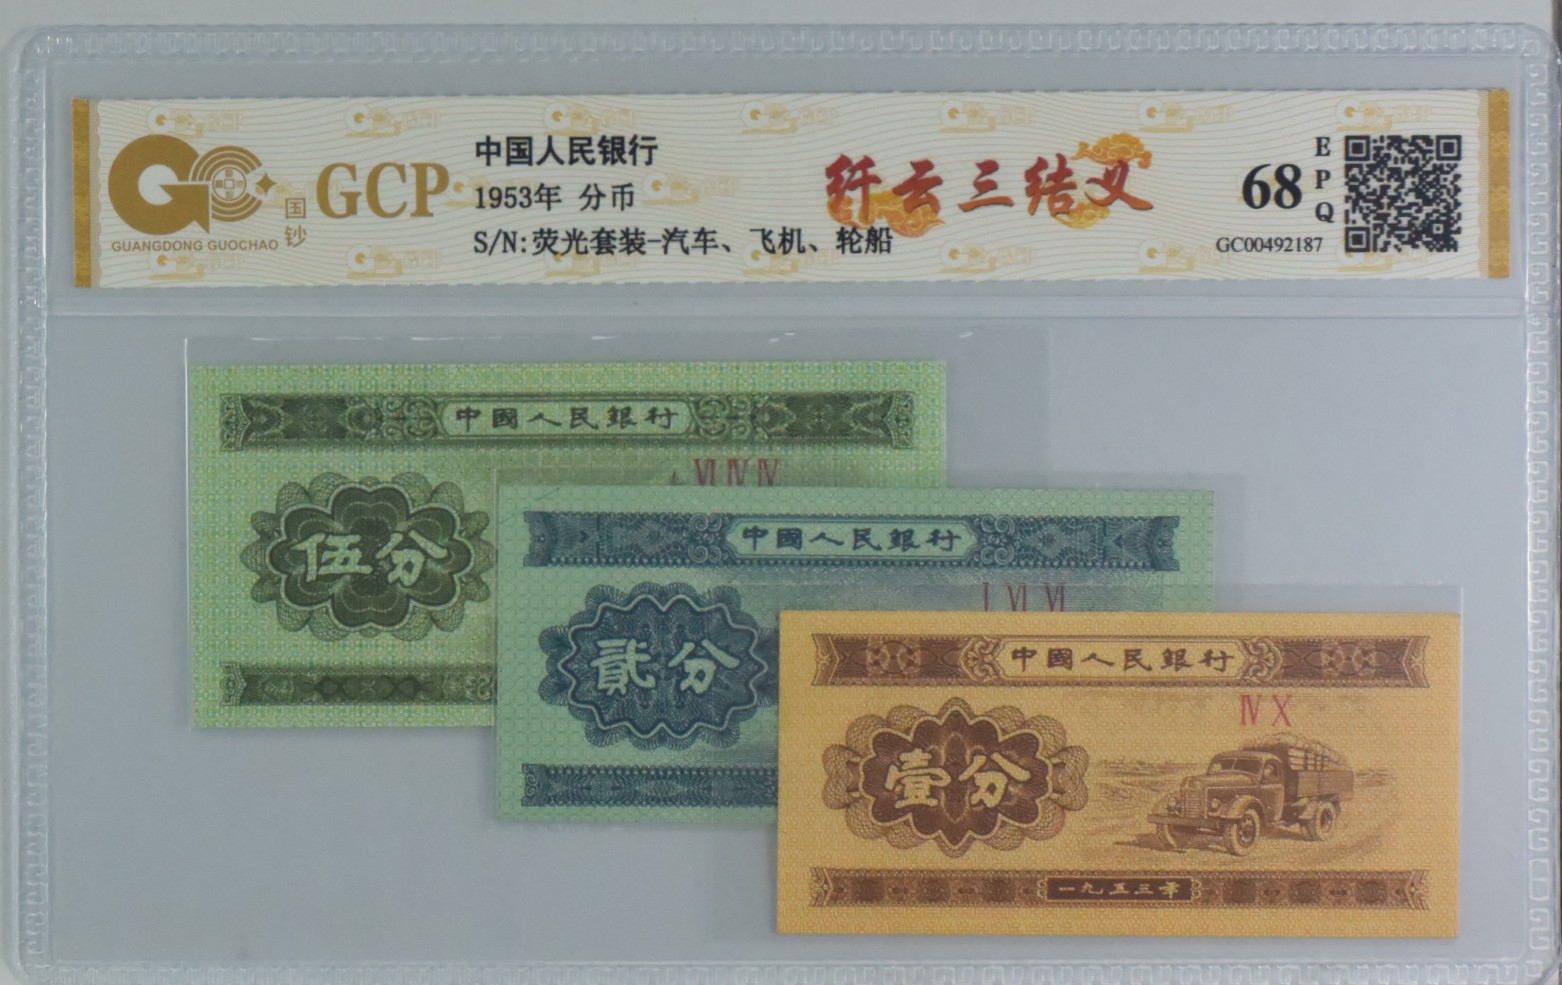 国钞
GUANGDONG GUOCHAO
GCP
中国人民银行
1953年 分币
S/N:荧光套装-汽车、飞机、轮船
纤云三结义
68
EPQ
GC00492187
中國人民銀行
VI IV IV
伍分
中國人民銀行
I VI VI
貳分
中國人民銀行
IV X
壹分
一九五三年